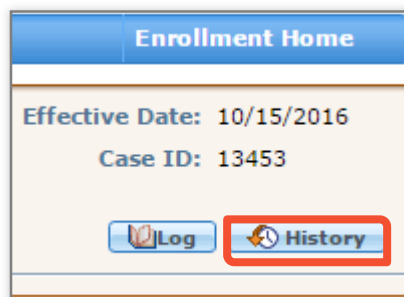 Enrollment Home
Effective Date: 10/15/2016
Case ID: 13453
Log History